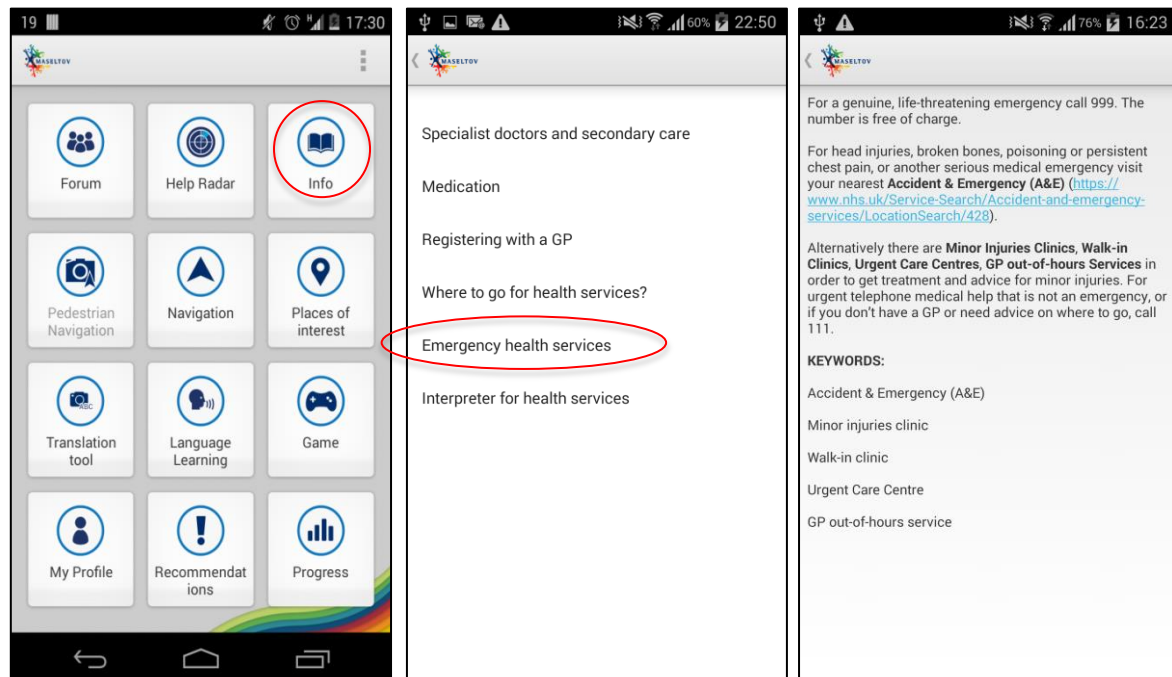 19
17:30
MASELTOV
Forum
Help Radar
Info
Pedestrian
Navigation
Navigation
Places of
interest
Translation
tool
ABC
Language
Learning
Game
My Profile
Recommendat
ions
Progress
60% 22:50
MASELTOV
Specialist doctors and secondary care
Medication
Registering with a GP
Where to go for health services?
Emergency health services
Interpreter for health services
76% 16:23
MASELTOV
For a genuine, life-threatening emergency call 999. The
number is free of charge.
For head injuries, broken bones, poisoning or persistent
chest pain, or another serious medical emergency visit
your nearest Accident & Emergency (A&E) (https://
www.nhs.uk/Service-Search/Accident-and-emergency-
services/LocationSearch/428).
Alternatively there are Minor Injuries Clinics, Walk-in
Clinics, Urgent Care Centres, GP out-of-hours Services in
order to get treatment and advice for minor injuries. For
urgent telephone medical help that is not an emergency, or
if you don't have a GP or need advice on where to go, call
111.
KEYWORDS:
Accident & Emergency (A&E)
Minor injuries clinic
Walk-in clinic
Urgent Care Centre
GP out-of-hours service